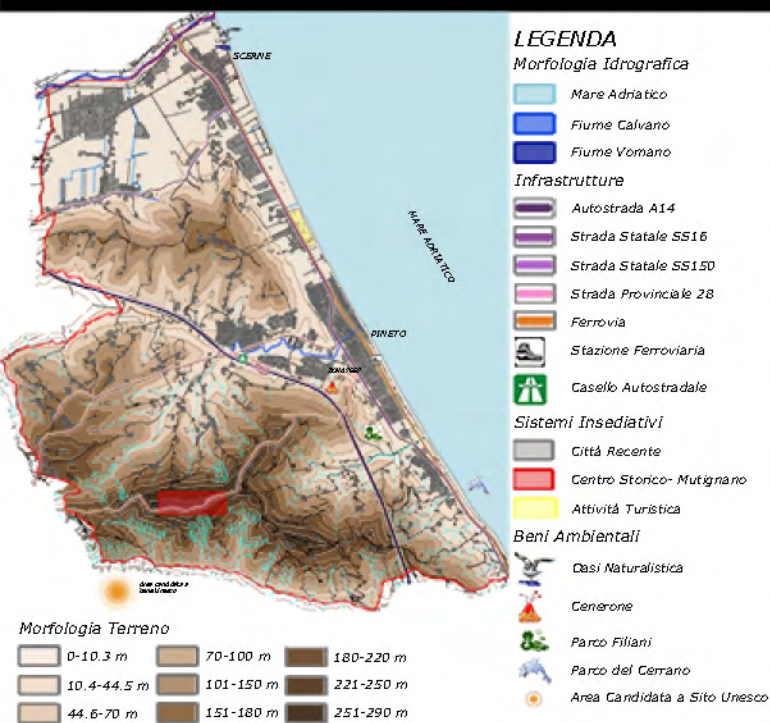 SCERNE
MARE ADRIATICO
PINETO
LEGENDA
Morfologia Idrografica
Mare Adriatico
Fiume Calvano
Fiume Vomano
Infrastrutture
Autostrada A14
Strada Statale SS16
Strada Statale SS150
Strada Provinciale 28
Ferrovia
Stazione Ferroviaria
Casello Autostradale
Sistemi Insediativi
Città Recente
Centro Storico- Mutignano
Attività Turistica
Beni Ambientali
Oasi Naturalistica
Cenerone
Parco Filiani
Parco del Cerrano
Area Candidata a Sito Unesco
Morfologia Terreno
0-10.3 m
70-100 m
180-220 m
10.4-44.5 m
101-150 m
221-250 m
44.6-70 m
151-180 m
251-290 m